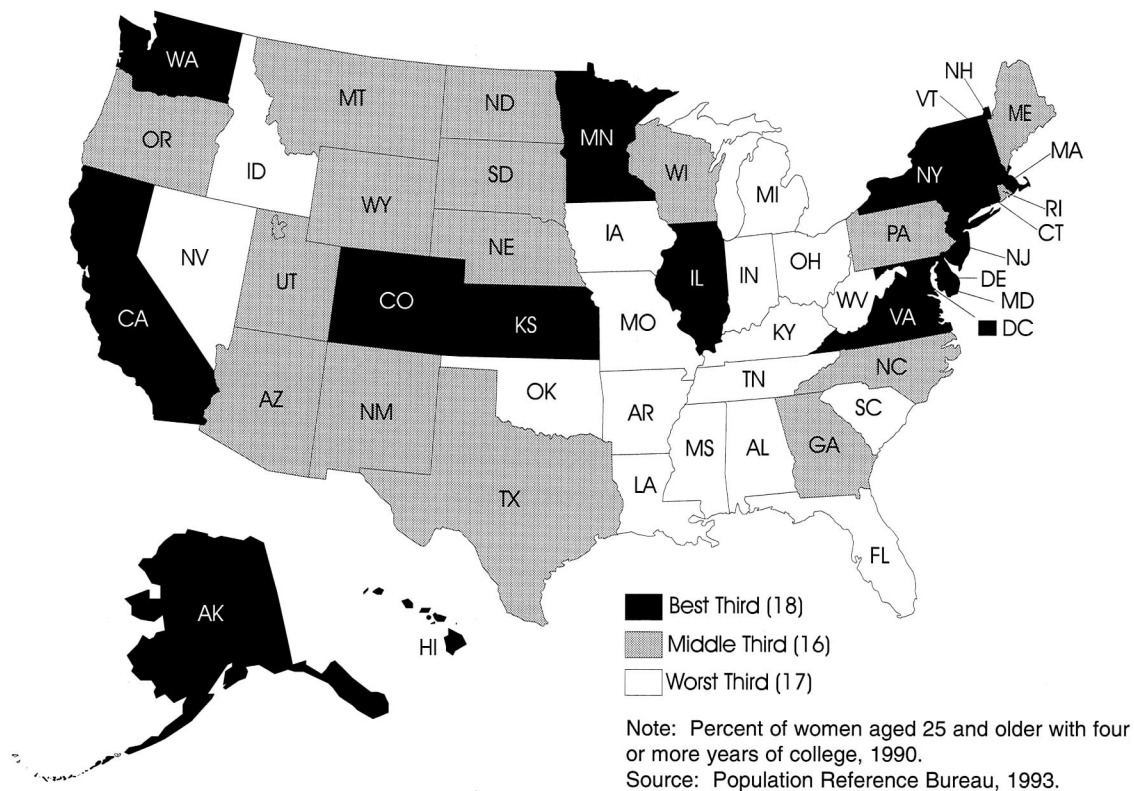 WA
MT
ND
MN
NH
VT
ME
OR
ID
SD
WI
MI
NY
MA
WY
RI
CT
NV
UT
NE
IA
PA
NJ
CA
CO
KS
IL
IN
OH
WV
VA
DE
MD
DC
MO
KY
AZ
NM
OK
AR
TN
NC
SC
TX
LA
MS
AL
GA
FL
AK
HI
Best Third (18)
Middle Third (16)
Worst Third (17)
Note: Percent of women aged 25 and older with four
or more years of college, 1990.
Source: Population Reference Bureau, 1993.